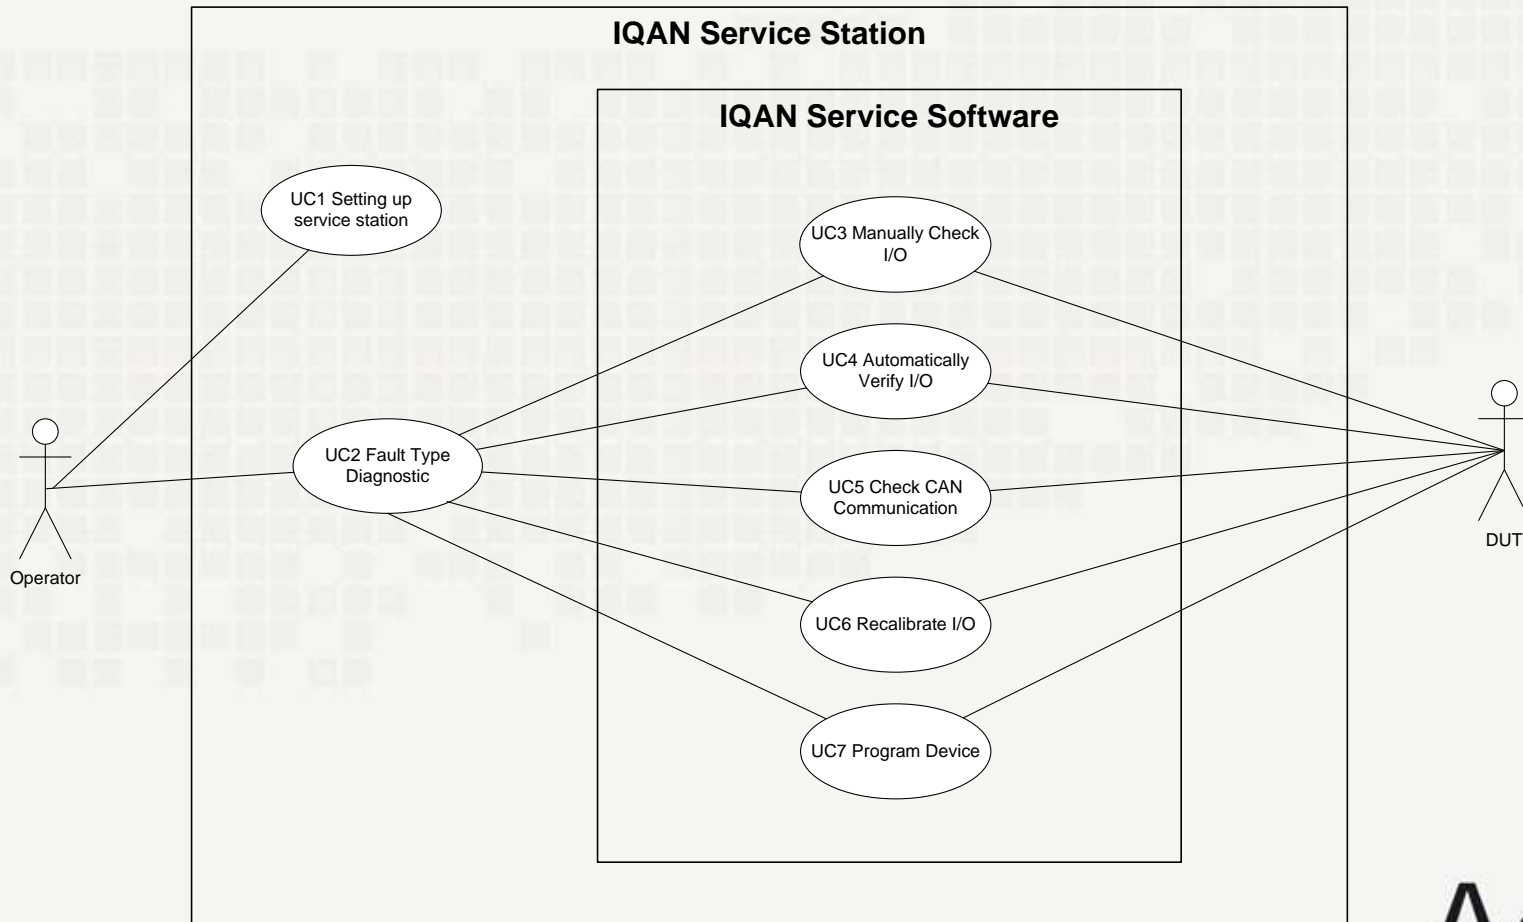 IQAN Service Station
IQAN Service Software
UC1 Setting up
service station
UC3 Manually Check
I/O
UC4 Automatically
Verify I/O
UC2 Fault Type
Diagnostic
UC5 Check CAN
Communication
UC6 Recalibrate I/O
UC7 Program Device
Operator
DUT